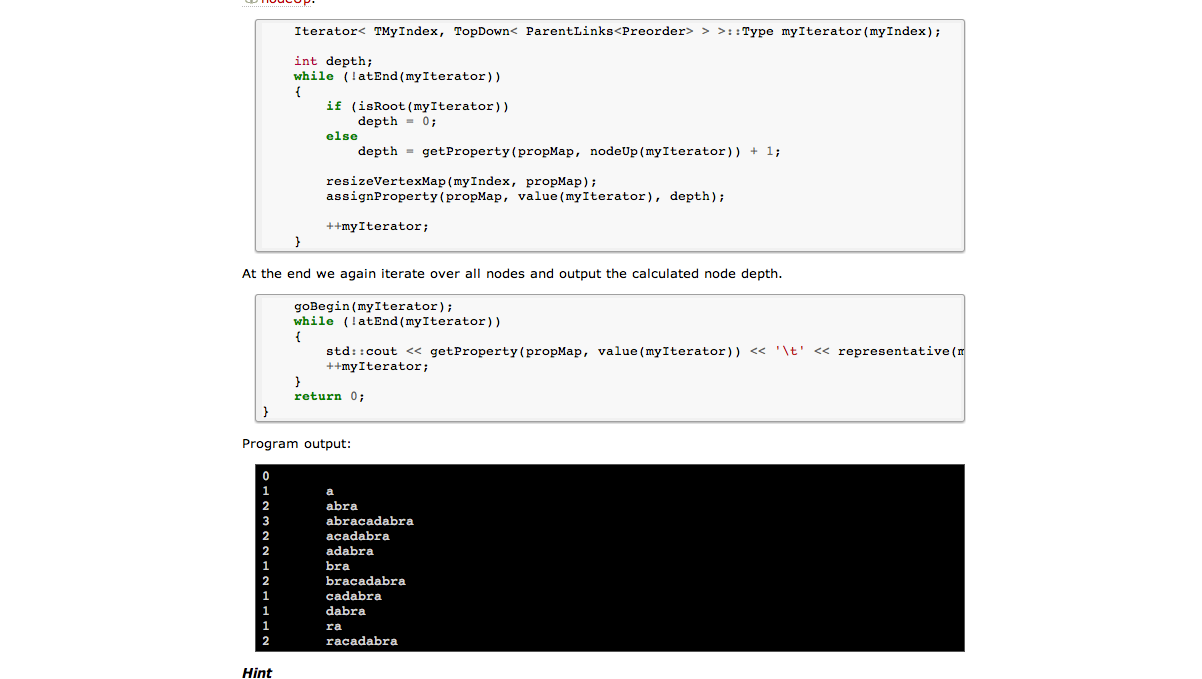 nodeUp.
Iterator< TMyIndex, TopDown< ParentLinks<Preorder> > >::Type myIterator(myIndex);
int depth;
while (!atEnd(myIterator))
{
if (isRoot(myIterator))
depth = 0;
else
depth = getProperty(propMap, nodeUp(myIterator)) + 1;
resizeVertexMap(myIndex, propMap);
assignProperty(propMap, value(myIterator), depth);
++myIterator;
}
At the end we again iterate over all nodes and output the calculated node depth.
goBegin(myIterator);
while (!atEnd(myIterator))
{
std::cout << getProperty(propMap, value(myIterator)) << '\t' << representative(m
++myIterator;
}
return 0;
}
Program output:
0
1 a
2 abra
3 abracadabra
2 acadabra
2 adabra
1 bra
2 bracadabra
1 cadabra
1 dabra
1 ra
2 racadabra
Hint